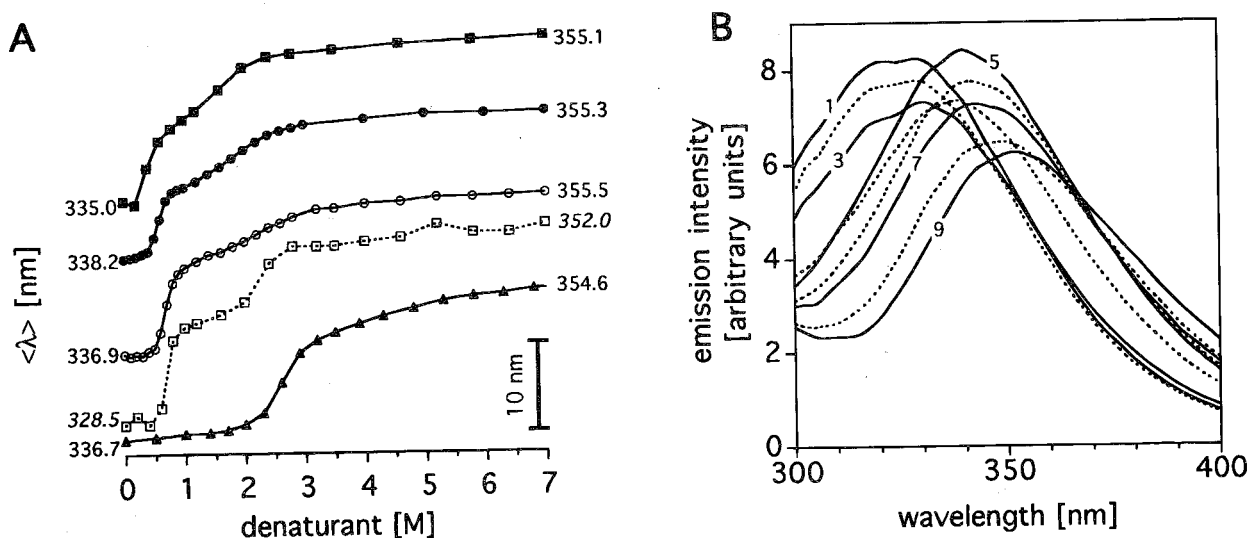 A
<λ> [nm]
355.1
335.0
355.3
338.2
355.5
336.9
352.0
328.5
354.6
336.7
10 nm
0 1 2 3 4 5 6 7
denaturant [M]
B
emission intensity
[arbitrary units]
8
6
4
2
0
1
3
5
7
9
300 350 400
wavelength [nm]